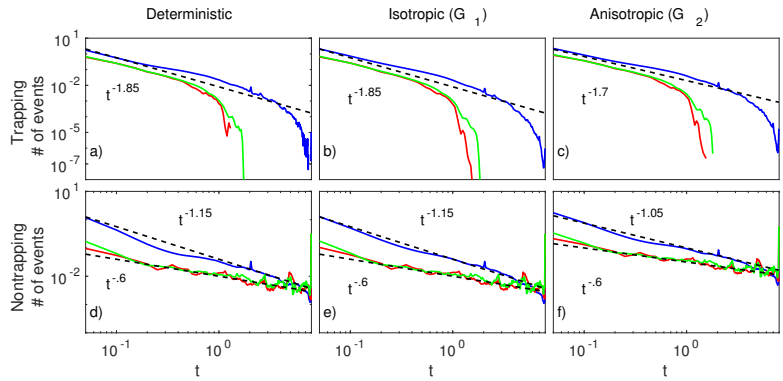 Deterministic
Isotropic (G _1)
Anisotropic (G _2)
Trapping
# of events
10^1
10^-2
10^-5
10^-7
t^-1.85
a)
t^-1.85
b)
t^-1.7
c)
Nontrapping
# of events
10^1
10^-2
t^-1.15
t^-.6
d)
t^-1.15
t^-.6
e)
t^-1.05
t^-.6
f)
10^-1
10^0
10^-1
10^0
10^-1
10^0
t
t
t